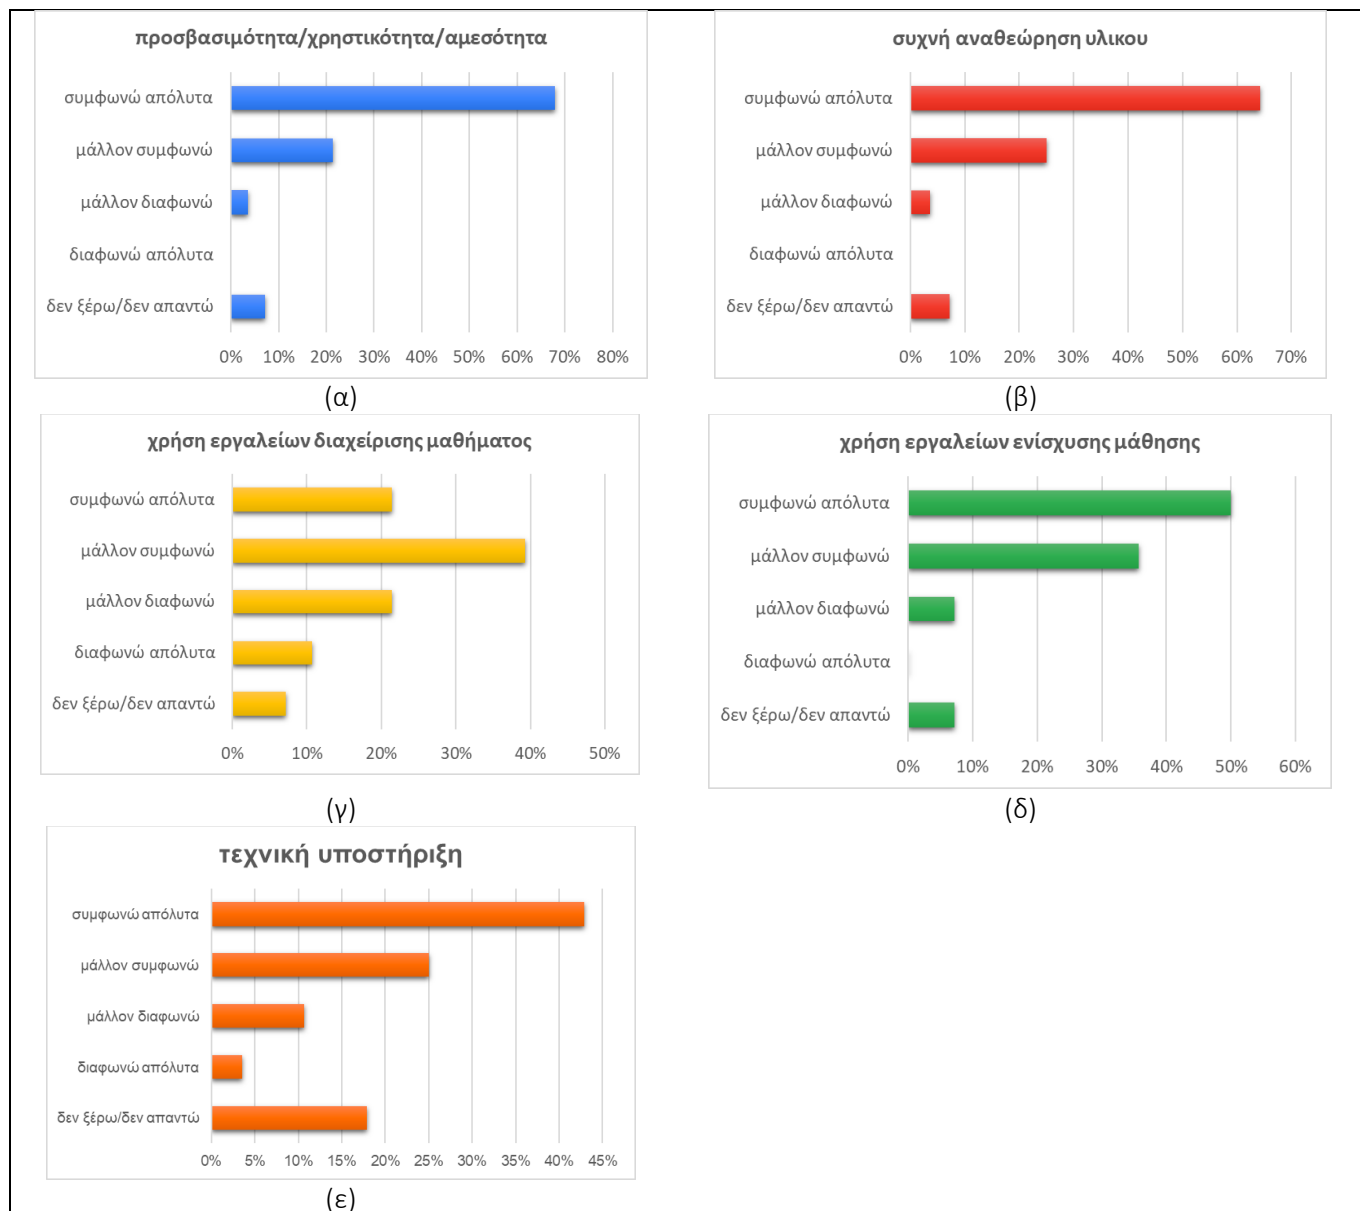 προσβασιμότητα/χρηστικότητα/αμεσότητα
συμφωνώ απόλυτα
μάλλον συμφωνώ
μάλλον διαφωνώ
διαφωνώ απόλυτα
δεν ξέρω/δεν απαντώ
0% 10% 20% 30% 40% 50% 60% 70% 80%
(α)
συχνή αναθεώρηση υλικου
συμφωνώ απόλυτα
μάλλον συμφωνώ
μάλλον διαφωνώ
διαφωνώ απόλυτα
δεν ξέρω/δεν απαντώ
0% 10% 20% 30% 40% 50% 60% 70%
(β)
χρήση εργαλείων διαχείρισης μαθήματος
συμφωνώ απόλυτα
μάλλον συμφωνώ
μάλλον διαφωνώ
διαφωνώ απόλυτα
δεν ξέρω/δεν απαντώ
0% 10% 20% 30% 40% 50%
(γ)
χρήση εργαλείων ενίσχυσης μάθησης
συμφωνώ απόλυτα
μάλλον συμφωνώ
μάλλον διαφωνώ
διαφωνώ απόλυτα
δεν ξέρω/δεν απαντώ
0% 10% 20% 30% 40% 50% 60%
(δ)
τεχνική υποστήριξη
συμφωνώ απόλυτα
μάλλον συμφωνώ
μάλλον διαφωνώ
διαφωνώ απόλυτα
δεν ξέρω/δεν απαντώ
0% 5% 10% 15% 20% 25% 30% 35% 40% 45%
(ε)